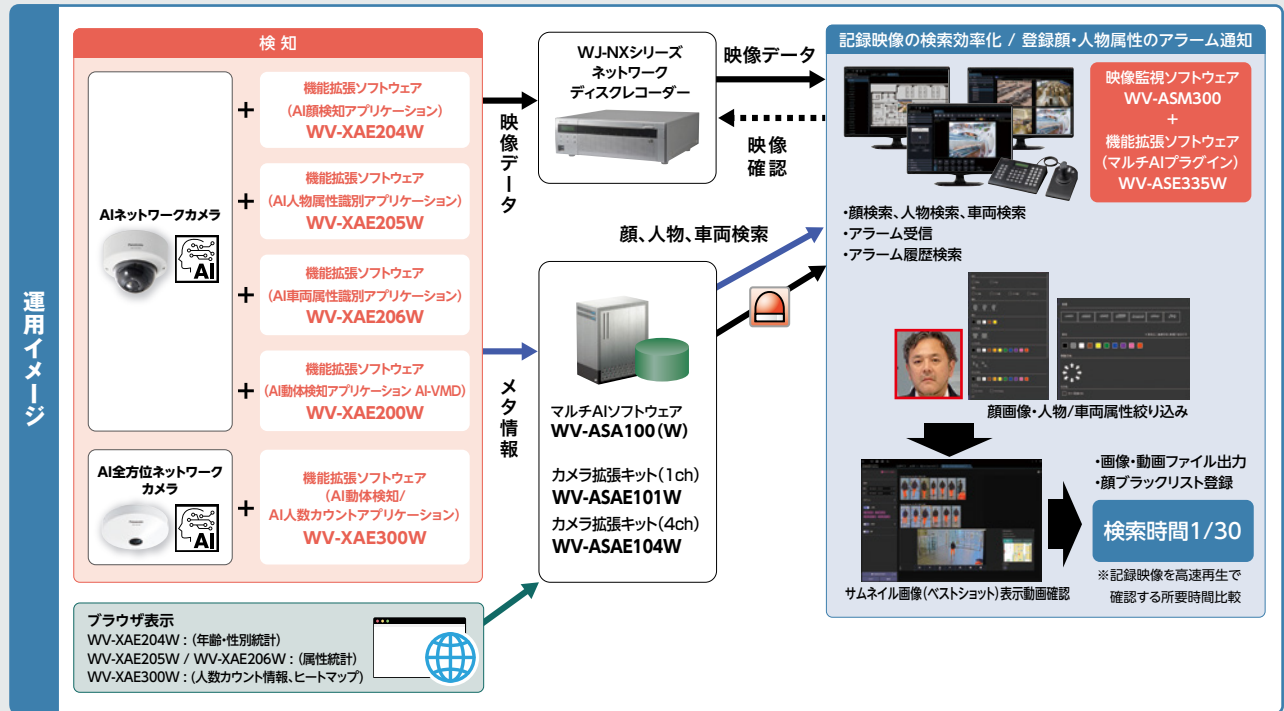 運用イメージ
検 知
AIネットワークカメラ
AI
+
機能拡張ソフトウェア
(AI顔検知アプリケーション)
WV-XAE204W
+
機能拡張ソフトウェア
(AI人物属性識別アプリケーション)
WV-XAE205W
+
機能拡張ソフトウェア
(AI車両属性識別アプリケーション)
WV-XAE206W
+
機能拡張ソフトウェア
(AI動体検知アプリケーション AI-VMD)
WV-XAE200W
AI全方位ネットワーク
カメラ
AI
+
機能拡張ソフトウェア
(AI動体検知/
AI人数カウントアプリケーション)
WV-XAE300W
ブラウザ表示
WV-XAE204W : (年齢・性別統計)
WV-XAE205W / WV-XAE206W : (属性統計)
WV-XAE300W : (人数カウント情報、ヒートマップ)
映像データ
メタ情報
WJ-NXシリーズ
ネットワーク
ディスクレコーダー
映像データ
映像
確認
顔、人物、車両検索
マルチAIソフトウェア
WV-ASA100(W)
カメラ拡張キット(1ch)
WV-ASAE101W
カメラ拡張キット(4ch)
WV-ASAE104W
記録映像の検索効率化 / 登録顔・人物属性のアラーム通知
映像監視ソフトウェア
WV-ASM300
+
機能拡張ソフトウェア
(マルチAIプラグイン)
WV-ASE335W
・顔検索、人物検索、車両検索
・アラーム受信
・アラーム履歴検索
顔画像・人物/車両属性絞り込み
サムネイル画像(ベストショット)表示動画確認
・画像・動画ファイル出力
・顔ブラックリスト登録
検索時間1/30
※記録映像を高速再生で
確認する所要時間比較